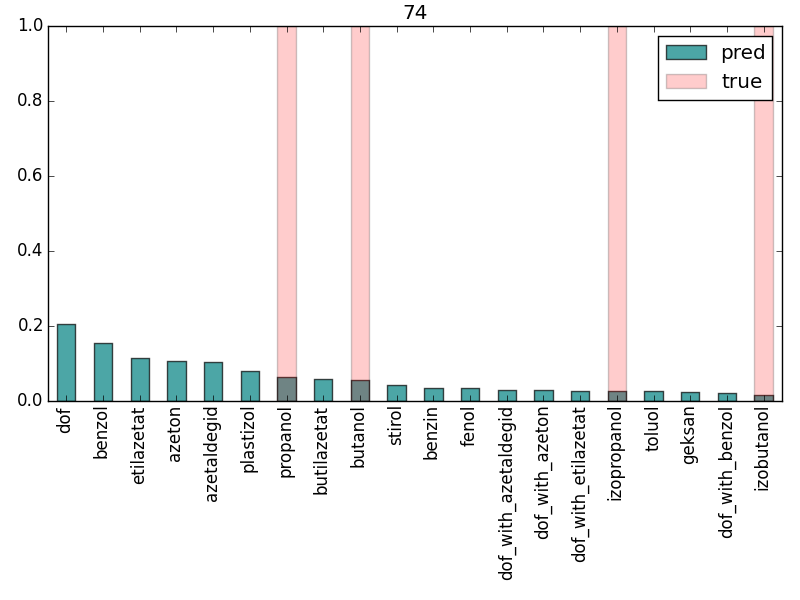 74
1.0
0.8
0.6
0.4
0.2
0.0
pred
true
dof
benzol
etilazetat
azeton
azetaldegid
plastizol
propanol
butilazetat
butanol
stirol
benzin
fenol
dof_with_azetaldegid
dof_with_azeton
dof_with_etilazetat
izopropanol
toluol
geksan
dof_with_benzol
izobutanol